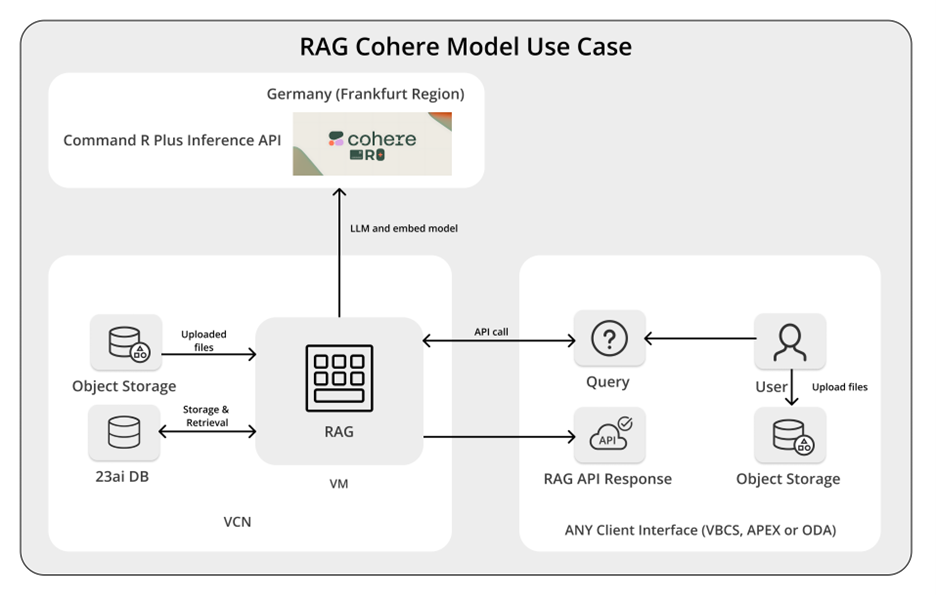 RAG Cohere Model Use Case
Germany (Frankfurt Region)
Command R Plus Inference API
cohere
R
LLM and embed model
Uploaded
files
Object Storage
Storage &
Retrieval
23ai DB
RAG
VM
VCN
API call
Query
User
Upload files
API
RAG API Response
Object Storage
ANY Client Interface (VBCS, APEX or ODA)